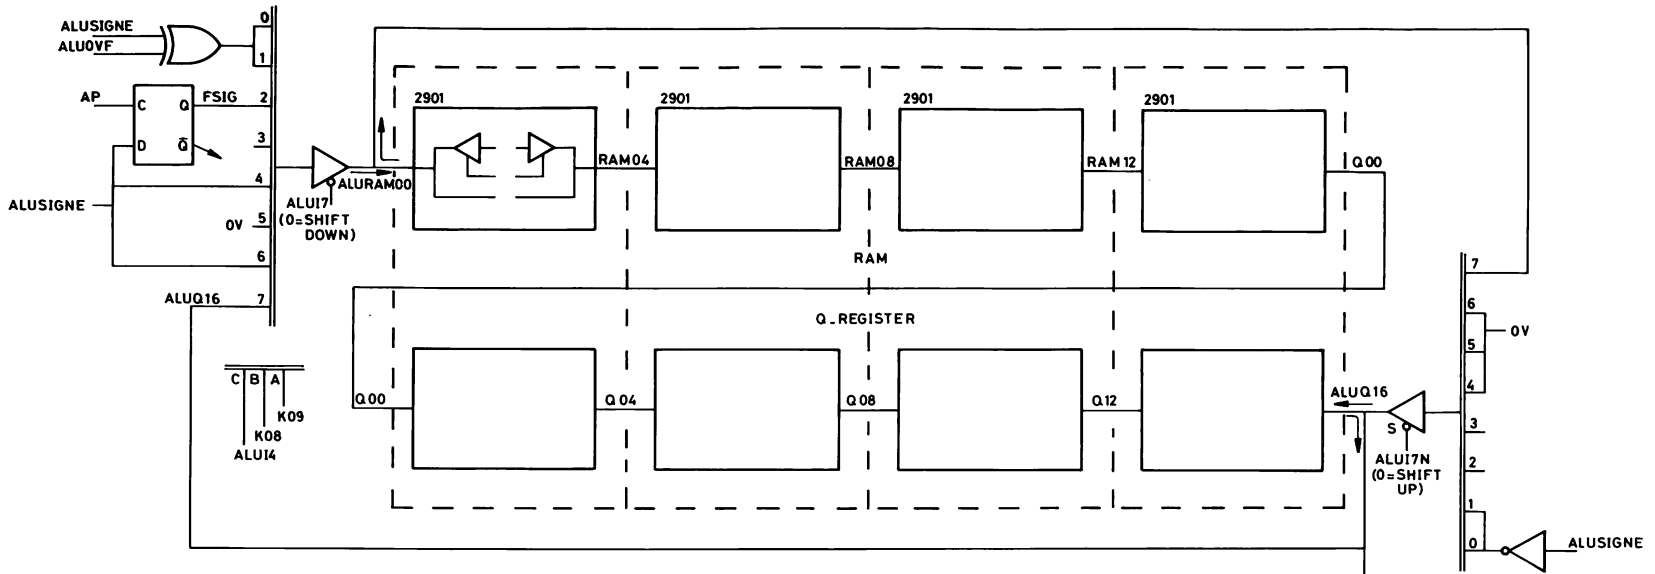 ALUSIGNE
ALUOVF
0
1
AP
C
Q
FSIG
2
D
Q̄
3
4
ALUSIGNE
0V
5
6
ALUQ16
7
ALUI7
(0=SHIFT
DOWN)
ALURAM00
2901
2901
2901
2901
RAM04
RAM08
RAM12
Q00
RAM
Q_REGISTER
C B A
K09
K08
ALUI4
Q00
Q04
Q08
Q12
ALUQ16
S
ALUI7N
(0=SHIFT
UP)
7
6
0V
5
4
3
2
1
0
ALUSIGNE